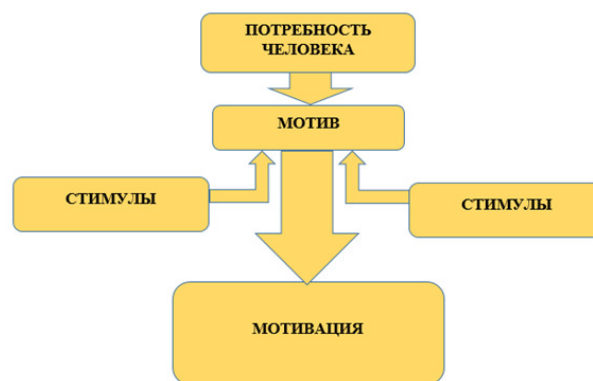 ПОТРЕБНОСТЬ
ЧЕЛОВЕКА
МОТИВ
СТИМУЛЫ
СТИМУЛЫ
МОТИВАЦИЯ